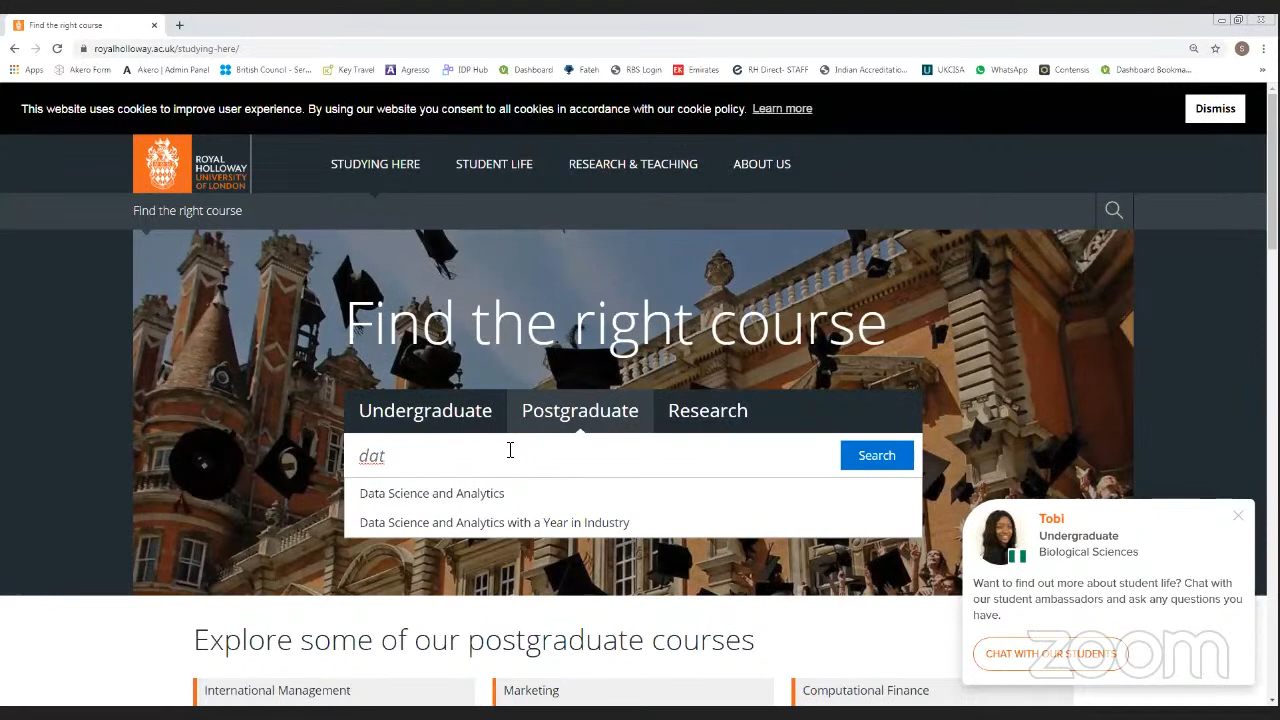 Find the right course
royalholloway.ac.uk/studying-here/
S
Apps
Akero Form
Akero | Admin Panel
British Council - Ser...
Key Travel
Agresso
IDP Hub
Dashboard
Fateh
RBS Login
EK Emirates
RH Direct- STAFF
Indian Accreditatio...
UKCISA
WhatsApp
Contensis
Dashboard Bookma...
This website uses cookies to improve user experience. By using our website you consent to all cookies in accordance with our cookie policy. Learn more
Dismiss
ROYAL
HOLLOWAY
UNIVERSITY
OF LONDON
STUDYING HERE
STUDENT LIFE
RESEARCH & TEACHING
ABOUT US
Find the right course
Find the right course
Undergraduate
Postgraduate
Research
dat
Search
Data Science and Analytics
Data Science and Analytics with a Year in Industry
Tobi
Undergraduate
Biological Sciences
Want to find out more about student life? Chat with
our student ambassadors and ask any questions you
have.
CHAT WITH OUR STUDENTS
zoom
Explore some of our postgraduate courses
International Management
Marketing
Computational Finance